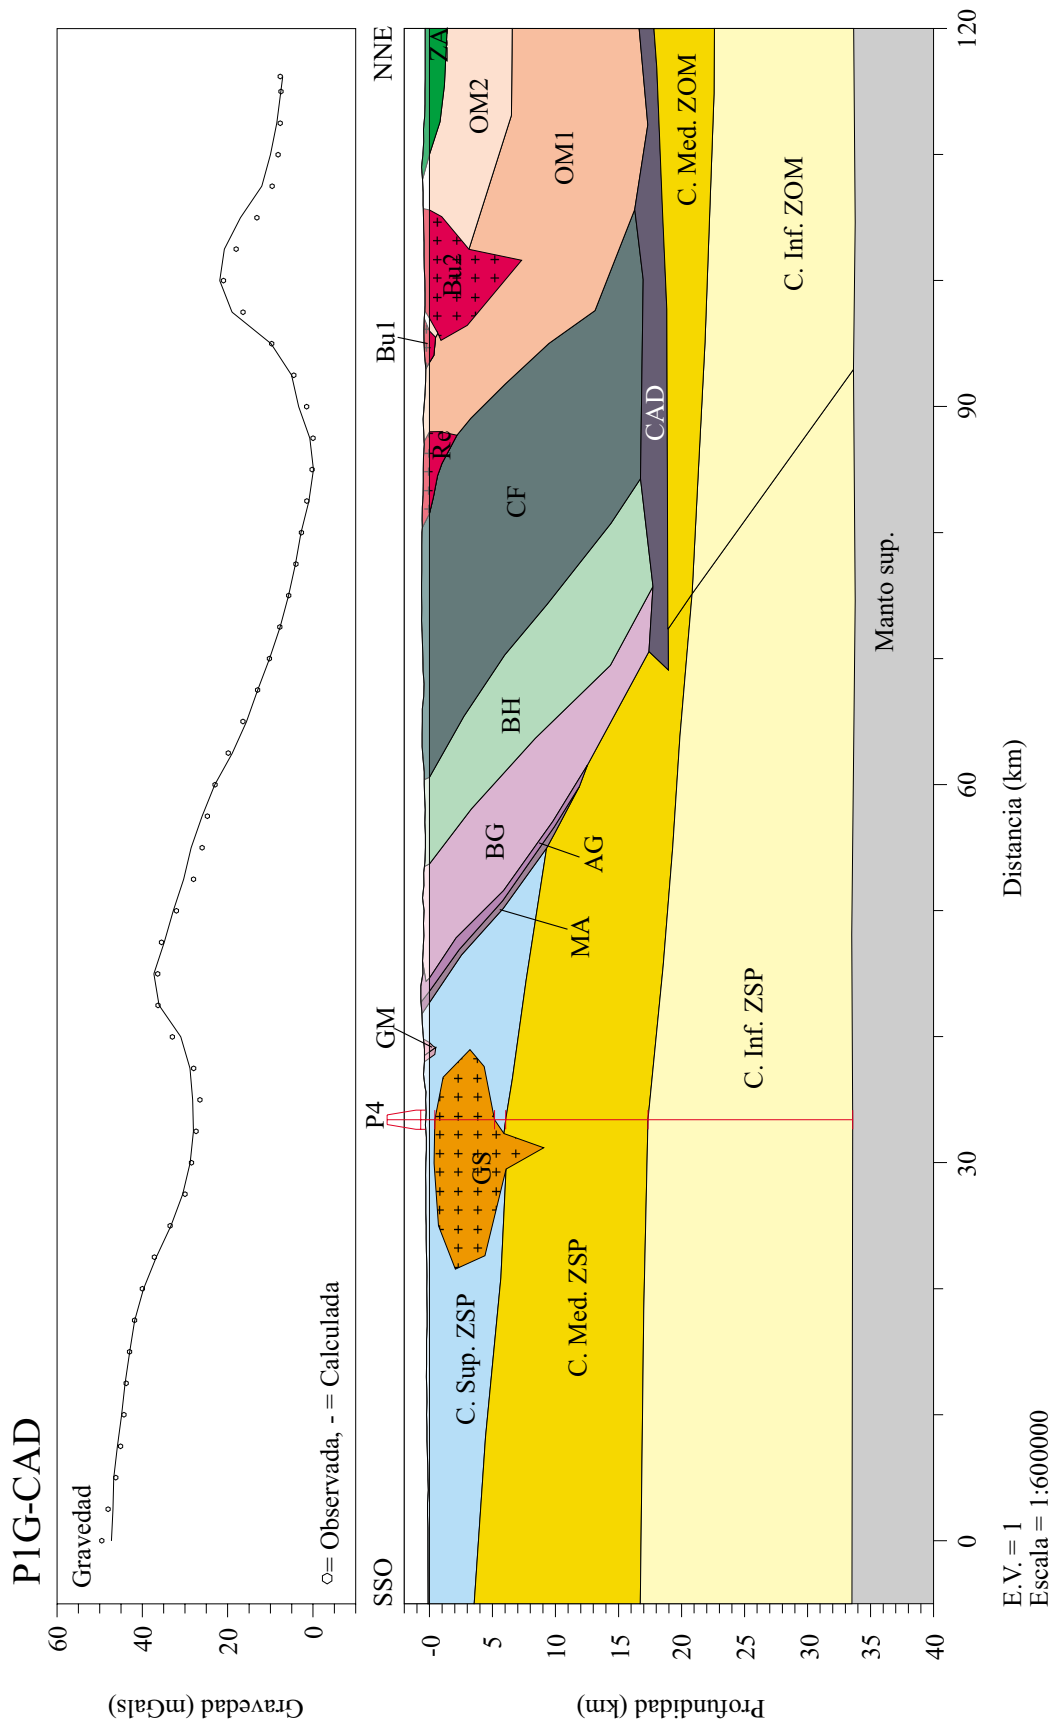 P1G-CAD
Gravedad (mGals)
60
40
20
0
Gravedad
O= Observada, - = Calculada
SSO
P4
GM
Bu1
NNE
Profundidad (km)
-0
5
10
15
20
25
30
35
40
C. Sup. ZSP
GS
MA
AG
BG
BH
CF
Re
Bu2
OM1
OM2
ZA
CAD
C. Med. ZSP
C. Med. ZOM
C. Inf. ZSP
C. Inf. ZOM
Manto sup.
0
30
60
90
120
Distancia (km)
E.V. = 1
Escala = 1:600000